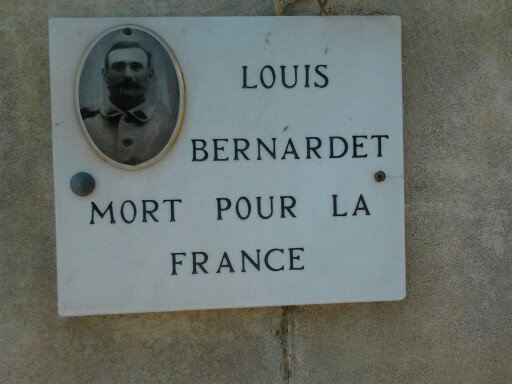 LOUIS
BERNARDET
MORT POUR LA
FRANCE